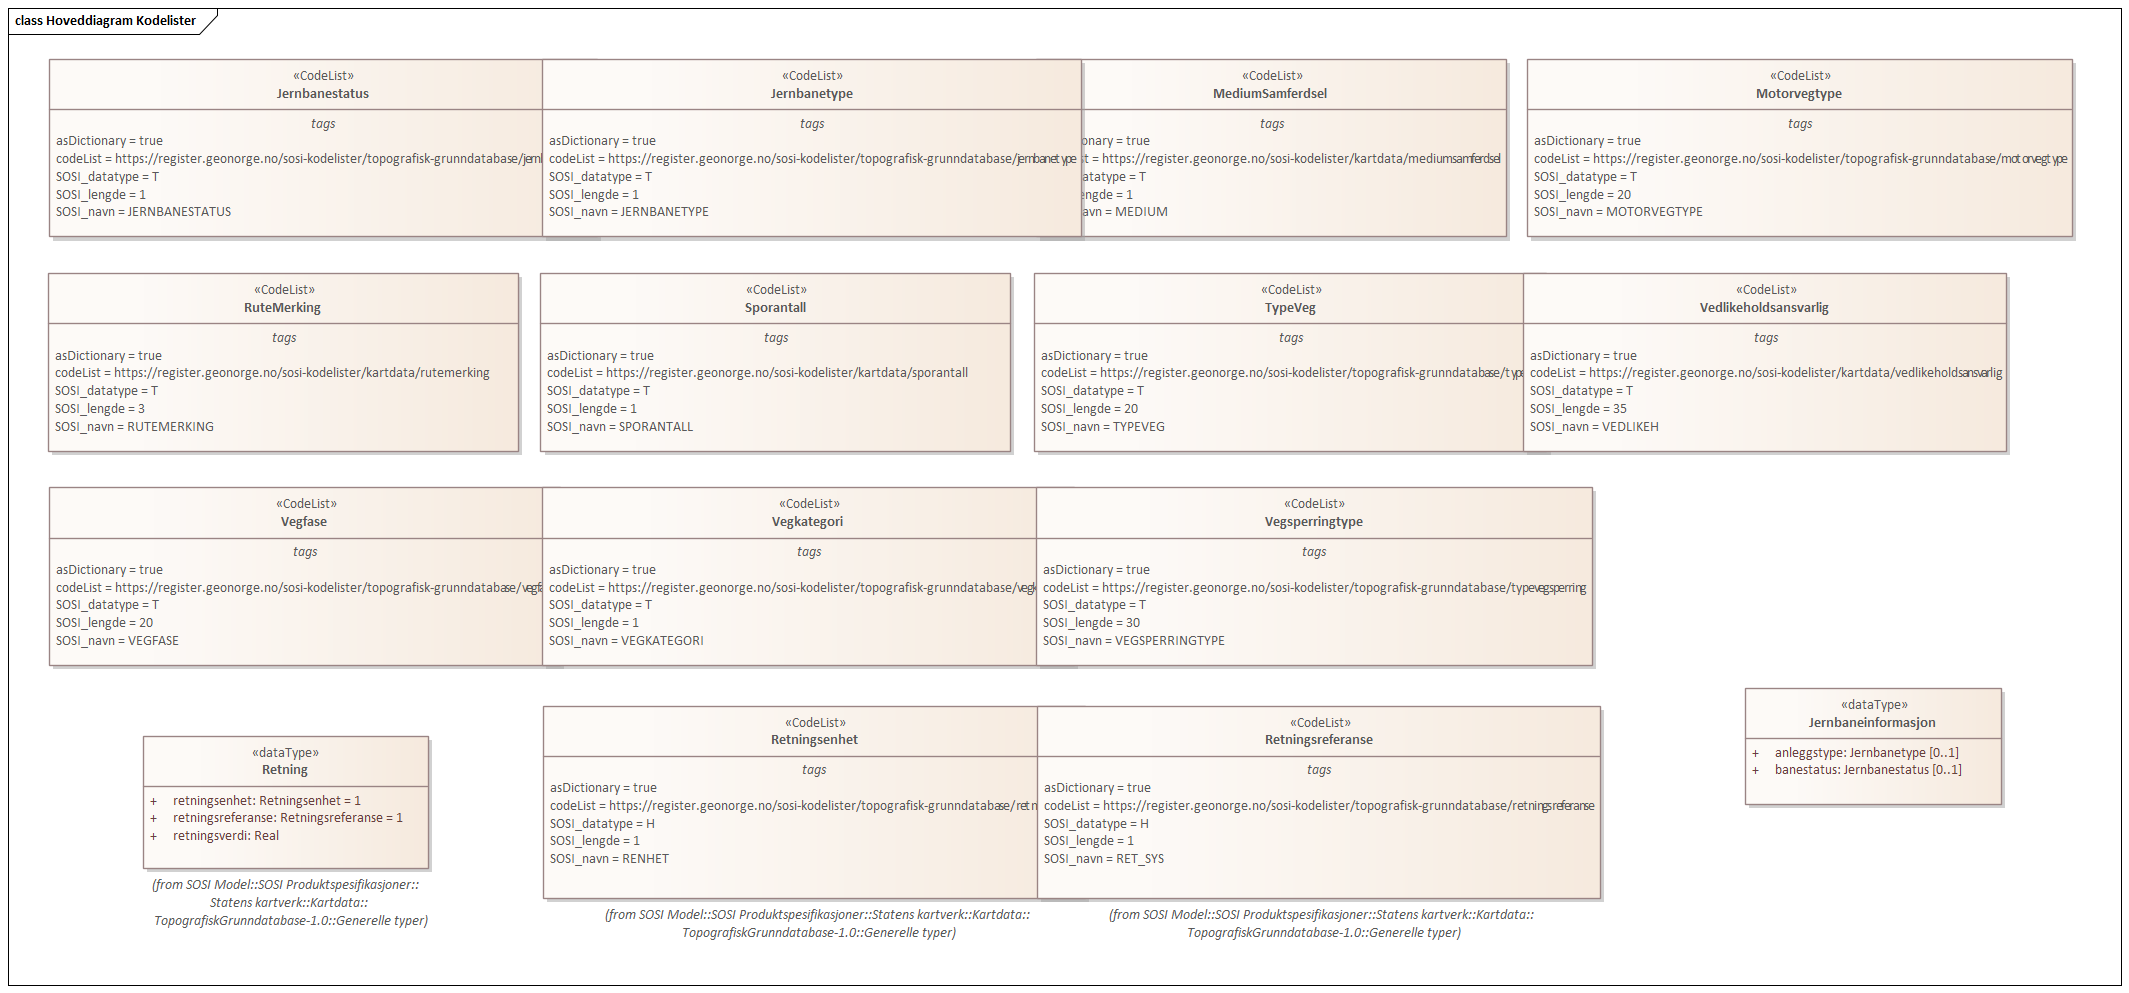 class Hoveddiagram Kodelister
«CodeList»
Jernbanestatus
tags
asDictionary = true
codeList = https://register.geonorge.no/sosi-kodelister/topografisk-grunndatabase/jernl
SOSI_datatype = T
SOSI_lengde = 1
SOSI_navn = JERNBANESTATUS
«CodeList»
Jernbanetype
tags
asDictionary = true
codeList = https://register.geonorge.no/sosi-kodelister/topografisk-grunndatabase/jernbanetype
SOSI_datatype = T
SOSI_lengde = 1
SOSI_navn = JERNBANETYPE
«CodeList»
MediumSamferdsel
tags
onary = true
t = https://register.geonorge.no/sosi-kodelister/kartdata/mediumsamferdsel
atatype = T
engde = 1
avn = MEDIUM
«CodeList»
Motorvegtype
tags
asDictionary = true
codeList = https://register.geonorge.no/sosi-kodelister/topografisk-grunndatabase/motorvegtype
SOSI_datatype = T
SOSI_lengde = 20
SOSI_navn = MOTORVEGTYPE
«CodeList»
RuteMerking
tags
asDictionary = true
codeList = https://register.geonorge.no/sosi-kodelister/kartdata/rutemerking
SOSI_datatype = T
SOSI_lengde = 3
SOSI_navn = RUTEMERKING
«CodeList»
Sporantall
tags
asDictionary = true
codeList = https://register.geonorge.no/sosi-kodelister/kartdata/sporantall
SOSI_datatype = T
SOSI_lengde = 1
SOSI_navn = SPORANTALL
«CodeList»
TypeVeg
tags
asDictionary = true
codeList = https://register.geonorge.no/sosi-kodelister/topografisk-grunndatabase/type
SOSI_datatype = T
SOSI_lengde = 20
SOSI_navn = TYPEVEG
«CodeList»
Vedlikeholdsansvarlig
tags
asDictionary = true
codeList = https://register.geonorge.no/sosi-kodelister/kartdata/vedlikeholdsansvarlig
SOSI_datatype = T
SOSI_lengde = 35
SOSI_navn = VEDLIKEH
«CodeList»
Vegfase
tags
asDictionary = true
codeList = https://register.geonorge.no/sosi-kodelister/topografisk-grunndatabase/vegfa
SOSI_datatype = T
SOSI_lengde = 20
SOSI_navn = VEGFASE
«CodeList»
Vegkategori
tags
asDictionary = true
codeList = https://register.geonorge.no/sosi-kodelister/topografisk-grunndatabase/vegk
SOSI_datatype = T
SOSI_lengde = 1
SOSI_navn = VEGKATEGORI
«CodeList»
Vegsperringtype
tags
asDictionary = true
codeList = https://register.geonorge.no/sosi-kodelister/topografisk-grunndatabase/typevegsperring
SOSI_datatype = T
SOSI_lengde = 30
SOSI_navn = VEGSPERRINGTYPE
«dataType»
Retning
+ retningsenhet: Retningsenhet = 1
+ retningsreferanse: Retningsreferanse = 1
+ retningsverdi: Real
(from SOSI Model::SOSI Produktspesifikasjoner::
Statens kartverk::Kartdata::
TopografiskGrunndatabase-1.0::Generelle typer)
«CodeList»
Retningsenhet
tags
asDictionary = true
codeList = https://register.geonorge.no/sosi-kodelister/topografisk-grunndatabase/retn
SOSI_datatype = H
SOSI_lengde = 1
SOSI_navn = RENHET
(from SOSI Model::SOSI Produktspesifikasjoner::Statens kartverk::Kartdata::
TopografiskGrunndatabase-1.0::Generelle typer)
«CodeList»
Retningsreferanse
tags
asDictionary = true
codeList = https://register.geonorge.no/sosi-kodelister/topografisk-grunndatabase/retningsreferanse
SOSI_datatype = H
SOSI_lengde = 1
SOSI_navn = RET_SYS
(from SOSI Model::SOSI Produktspesifikasjoner::Statens kartverk::Kartdata::
TopografiskGrunndatabase-1.0::Generelle typer)
«dataType»
Jernbaneinformasjon
+ anleggstype: Jernbanetype [0..1]
+ banestatus: Jernbanestatus [0..1]